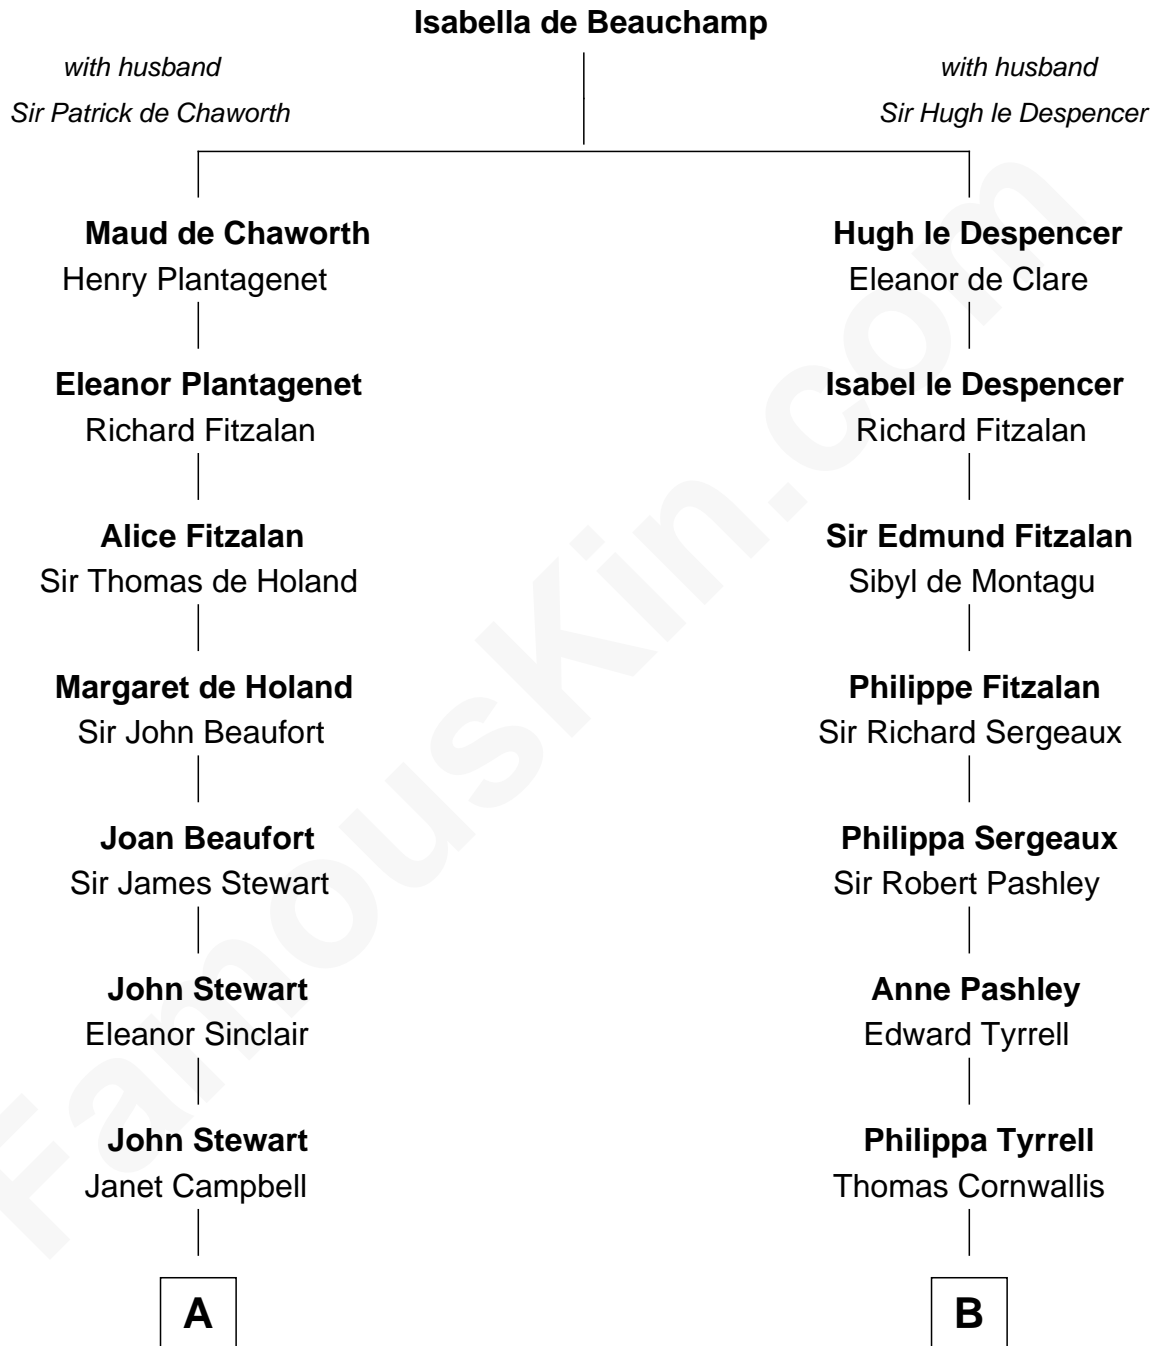 Isabella de Beauchamp
with husband
Sir Patrick de Chaworth
with husband
Sir Hugh le Despencer
Maud de Chaworth
Henry Plantagenet
Hugh le Despencer
Eleanor de Clare
Eleanor Plantagenet
Richard Fitzalan
Isabel le Despencer
Richard Fitzalan
Alice Fitzalan
Sir Thomas de Holand
Sir Edmund Fitzalan
Sibyl de Montagu
Margaret de Holand
Sir John Beaufort
Philippe Fitzalan
Sir Richard Sergeaux
Joan Beaufort
Sir James Stewart
Philippa Sergeaux
Sir Robert Pashley
John Stewart
Eleanor Sinclair
Anne Pashley
Edward Tyrrell
John Stewart
Janet Campbell
Philippa Tyrrell
Thomas Cornwallis
A
B
FamousKin.com